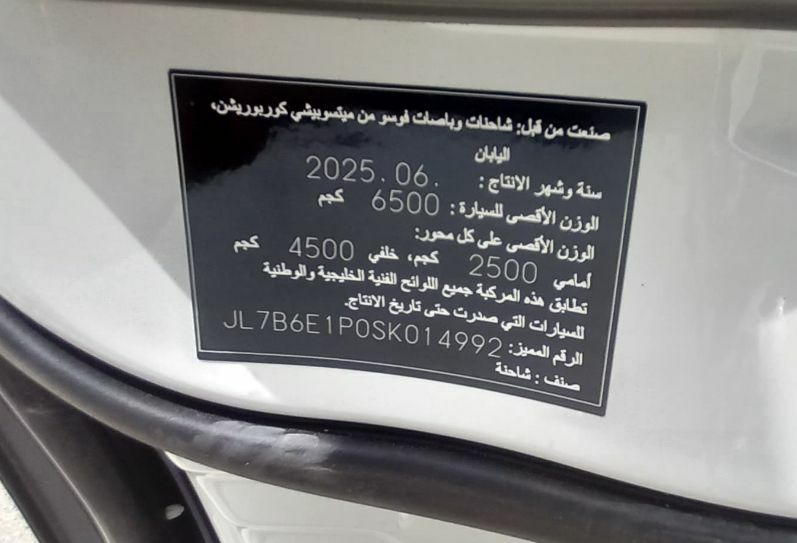 صنعت من قبل: شاحنات وباصات فوسو من ميتسوبيشي كوربوريشن،
اليابان
سنة وشهر الانتاج : 2025.06.
الوزن الأقصى للسيارة : 6500 كجم
الوزن الأقصى على كل محور:
أمامي 2500 كجم، خلفي 4500 كجم
تطابق هذه المركبة جميع اللوائح الفنية الخليجية والوطنية
للسيارات التي صدرت حتى تاريخ الانتاج.
الرقم المميز: JL7B6E1P0SK014992
صنف : شاحنة